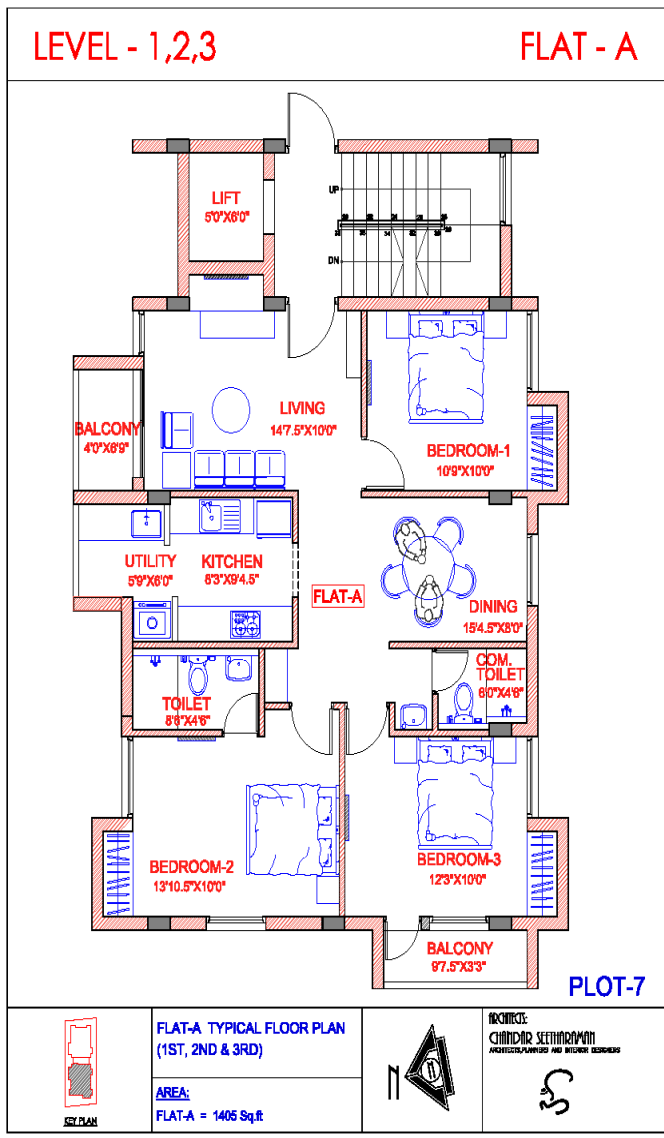 LEVEL - 1,2,3
FLAT - A
LIFT
5'0"X6'0"
UP
DN
LIVING
14'7.5"X10'0"
BALCONY
4'0"X6'9"
BEDROOM-1
10'9"X10'0"
UTILITY
5'9"X6'0"
KITCHEN
8'3"X9'4.5"
FLAT-A
DINING
15'4.5"X8'0"
COM.
TOILET
6'0"X4'6"
TOILET
8'6"X4'6"
BEDROOM-2
13'10.5"X10'0"
BEDROOM-3
12'3"X10'0"
BALCONY
9'7.5"X3'3"
PLOT-7
KEY PLAN
FLAT-A TYPICAL FLOOR PLAN
(1ST, 2ND & 3RD)
AREA:
FLAT-A = 1405 Sq.ft
N
ARCHITECTS:
CHANDAR SEETHARAMAN
ARCHITECTS,PLANNERS AND INTERIOR DESIGNERS